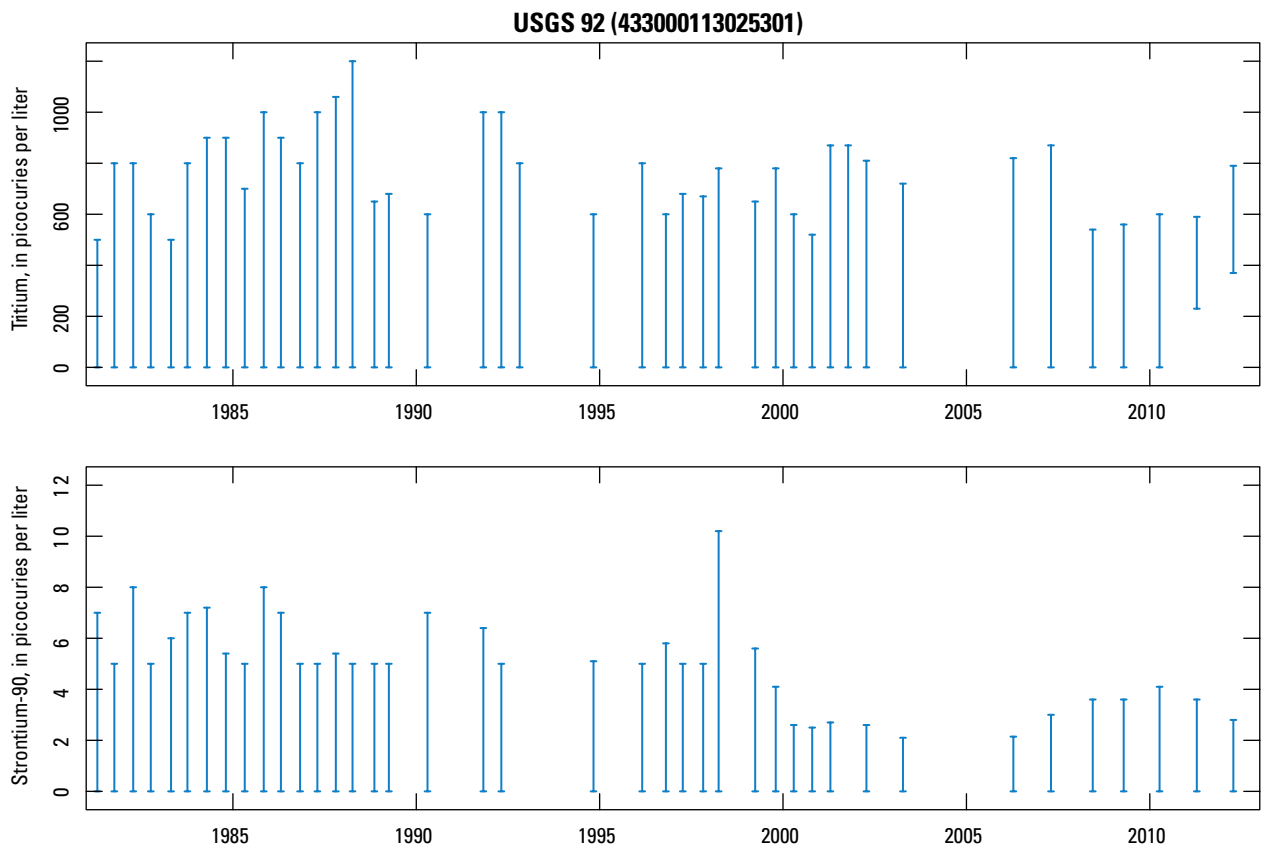 USGS 92 (433000113025301)
Tritium, in picocuries per liter
1000
600
200
0
1985 1990 1995 2000 2005 2010
Strontium-90, in picocuries per liter
12
10
8
6
4
2
0
1985 1990 1995 2000 2005 2010